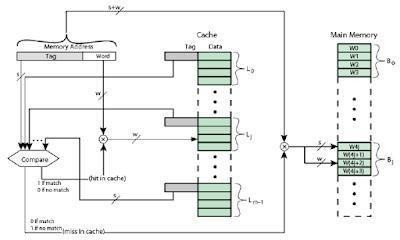 s+w
Memory Address
Tag
Word
Cache
Tag Data
L0
Main Memory
W0
W1
W2
W3
B0
s
w
w
Lj
s
w
W4j
W(4j+1)
W(4j+2)
W(4j+3)
Bj
Compare
1 if match
0 if no match
(hit in cache)
s
Lm-1
0 if match
1 if no match
(miss in cache)